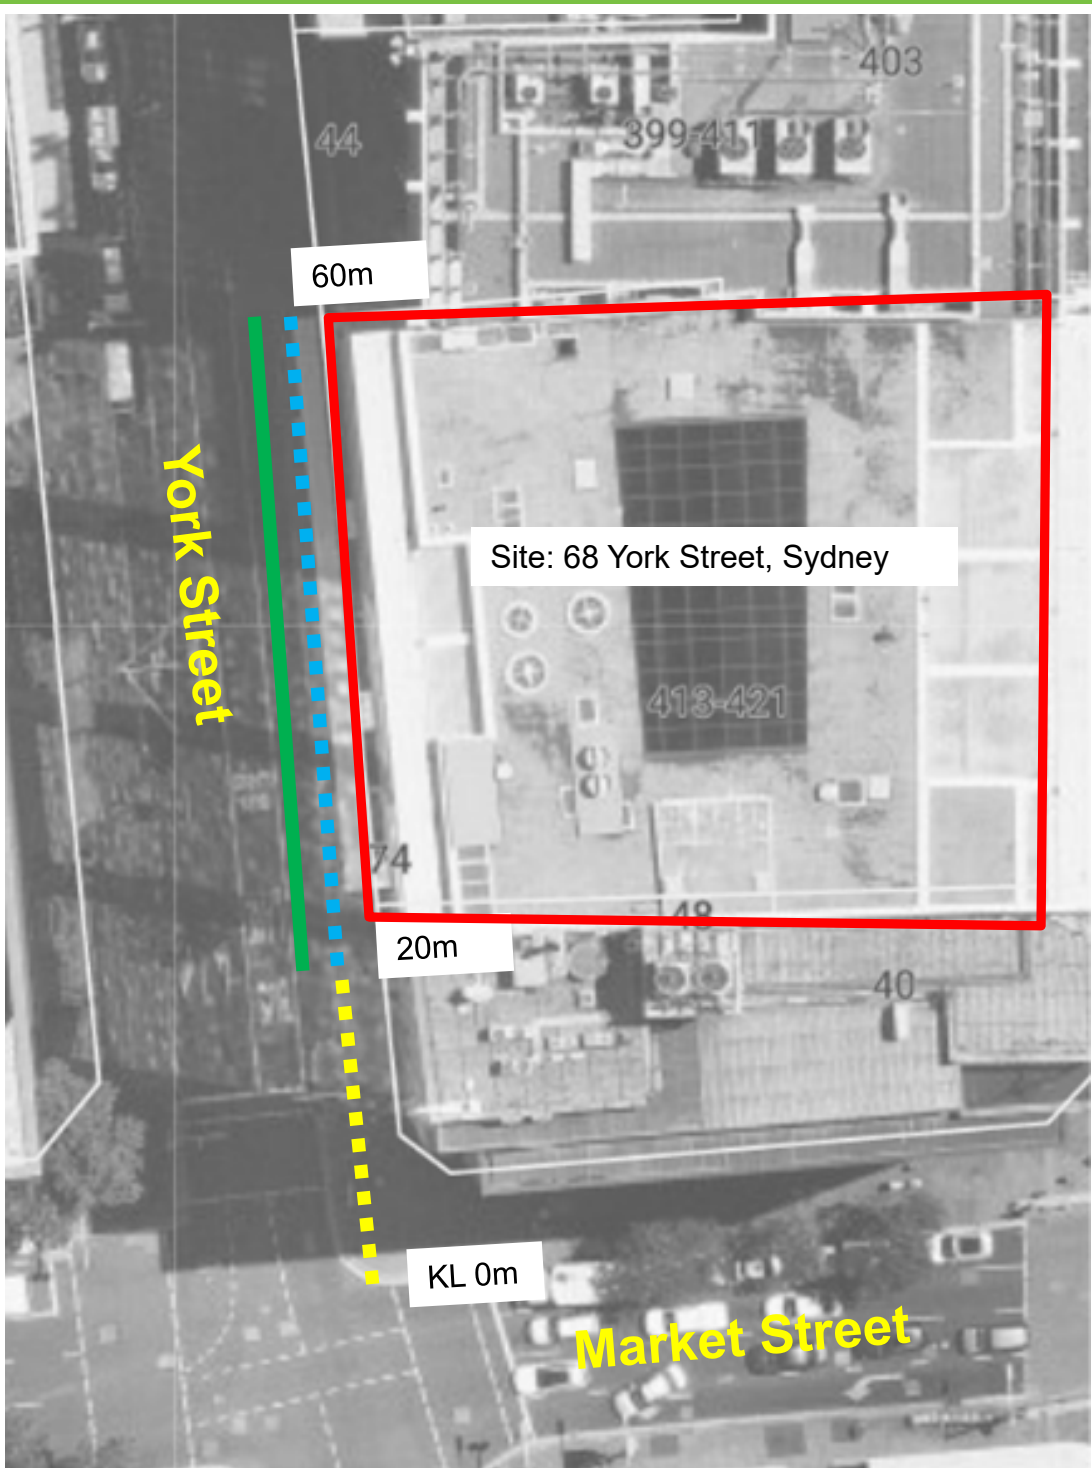 403
399-411
44
60m
York Street
Site: 68 York Street, Sydney
413-421
74
48
20m
40
KL 0m
Market Street